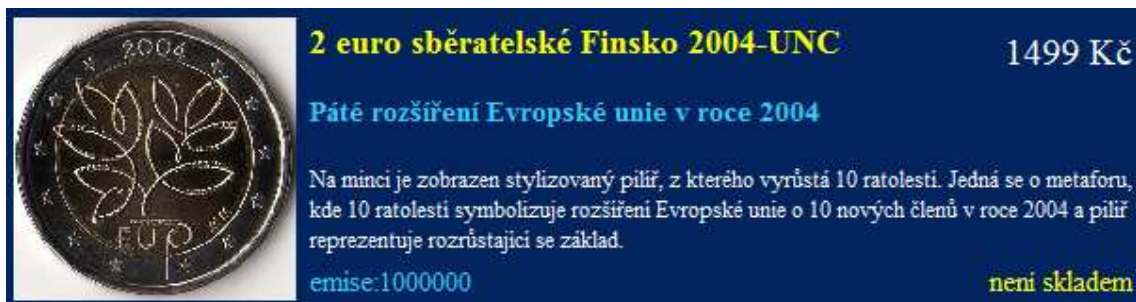 2004
EUP
2 euro sběratelské Finsko 2004-UNC
1499 Kč
Páté rozšíření Evropské unie v roce 2004
Na minci je zobrazen stylizovaný pilíř, z kterého vyrůstá 10 ratolestí. Jedná se o metaforu,
kde 10 ratolestí symbolizuje rozšíření Evropské unie o 10 nových členů v roce 2004 a pilíř
reprezentuje rozrůstající se základ.
emise:1000000
není skladem